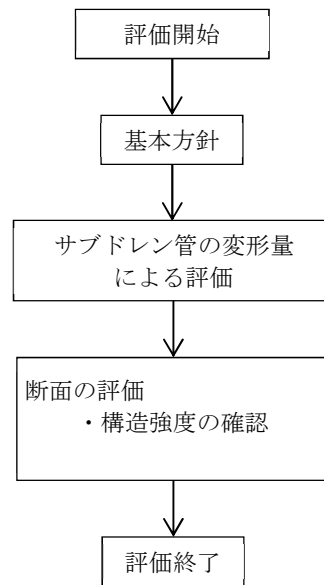 評価開始
基本方針
サブドレン管の変形量
による評価
断面の評価
・構造強度の確認
評価終了